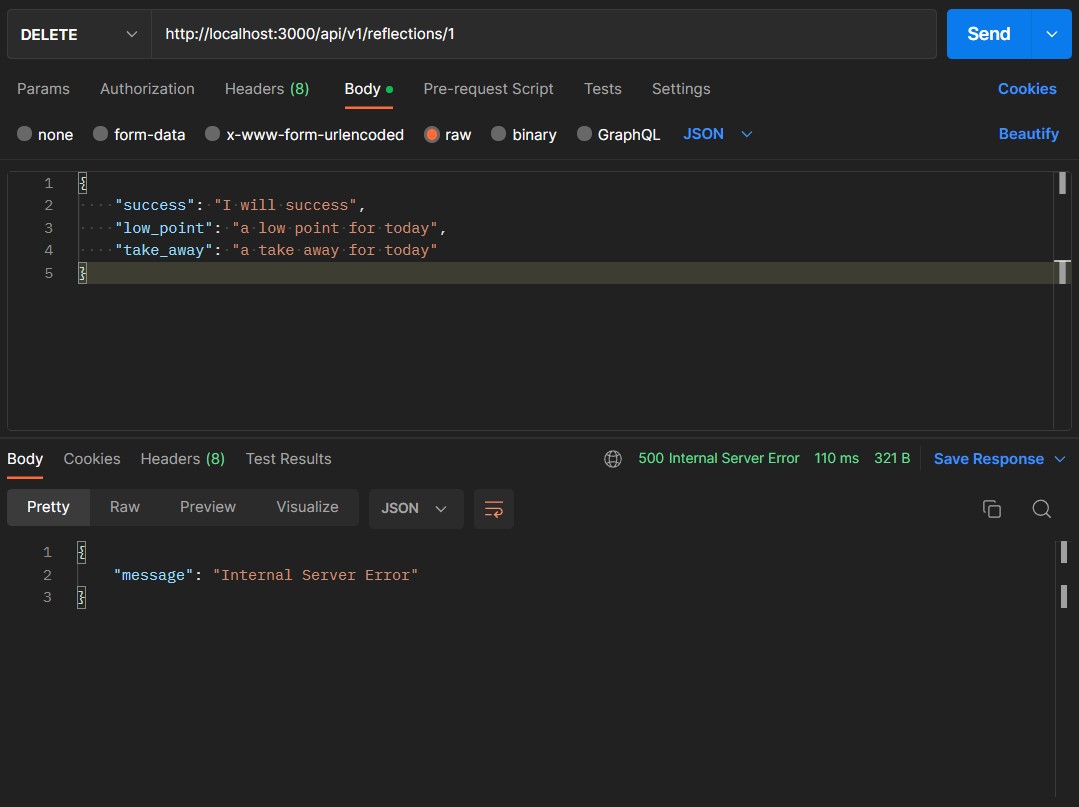 DELETE http://localhost:3000/api/v1/reflections/1 Send
Params Authorization Headers (8) Body Pre-request Script Tests Settings Cookies
none form-data x-www-form-urlencoded raw binary GraphQL JSON Beautify
1 {
2 ····"success":·"I·will·success",
3 ····"low_point":·"a·low·point·for·today",
4 ····"take_away":·"a·take·away·for·today"
5 }
Body Cookies Headers (8) Test Results 500 Internal Server Error 110 ms 321 B Save Response
Pretty Raw Preview Visualize JSON
1 {
2 "message": "Internal Server Error"
3 }